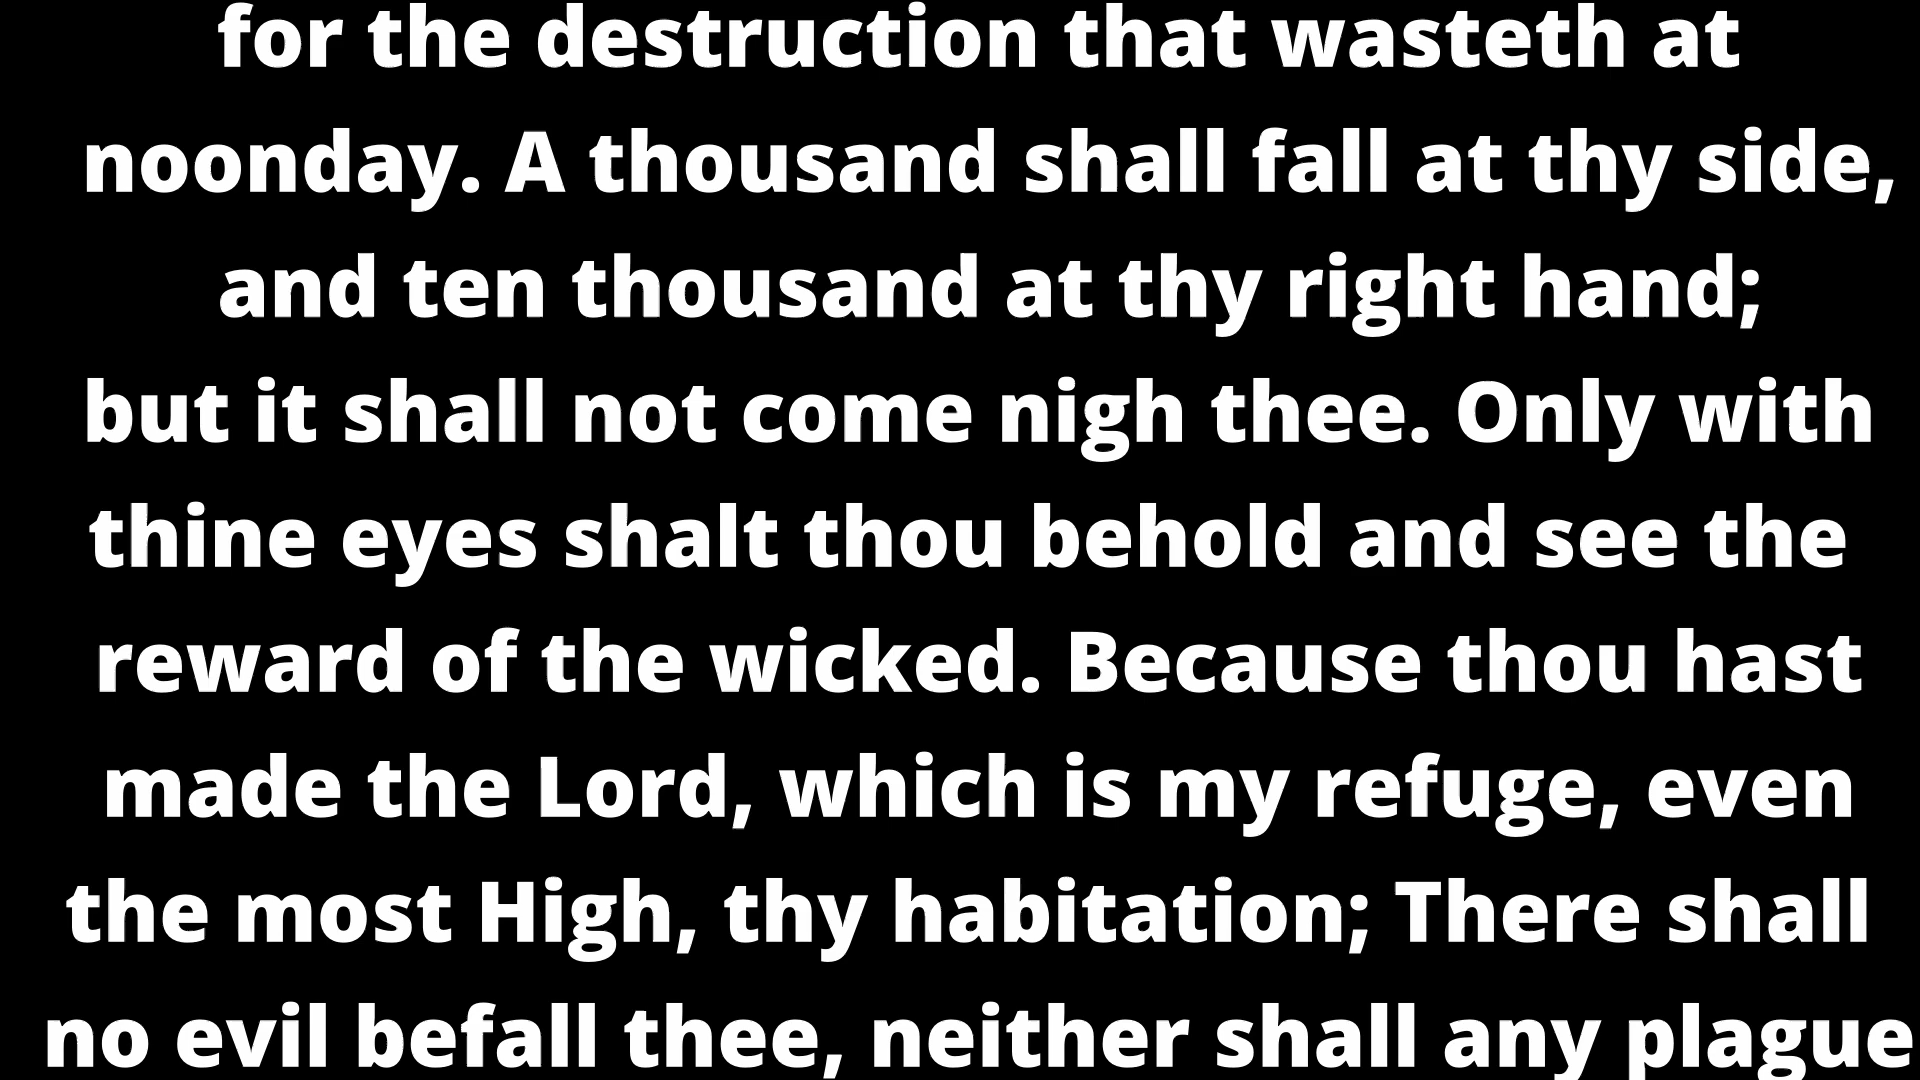 for the destruction that wasteth at
noonday. A thousand shall fall at thy side,
and ten thousand at thy right hand;
but it shall not come nigh thee. Only with
thine eyes shalt thou behold and see the
reward of the wicked. Because thou hast
made the Lord, which is my refuge, even
the most High, thy habitation; There shall
no evil befall thee, neither shall any plague